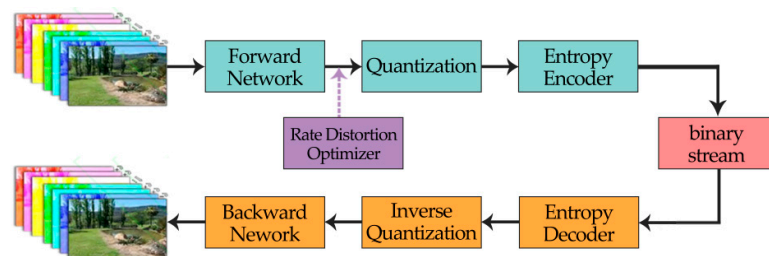 Forward
Network
Quantization
Entropy
Encoder
Rate Distortion
Optimizer
binary
stream
Backward
Nework
Inverse
Quantization
Entropy
Decoder